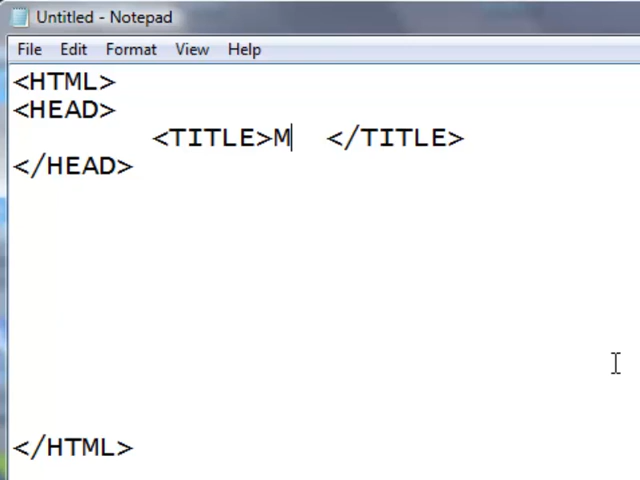 Untitled - Notepad
File Edit Format View Help
<HTML>
<HEAD>
<TITLE>M </TITLE>
</HEAD>
</HTML>